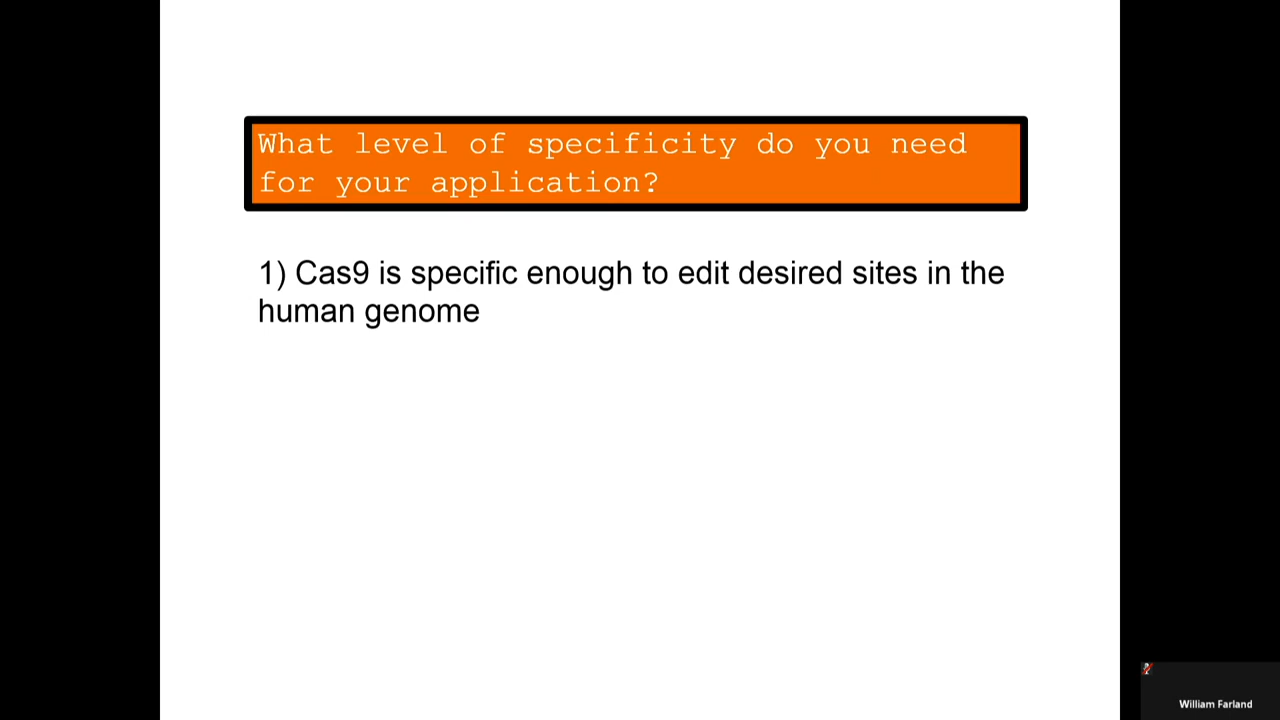 What level of specificity do you need
for your application?
1) Cas9 is specific enough to edit desired sites in the
human genome
William Farland